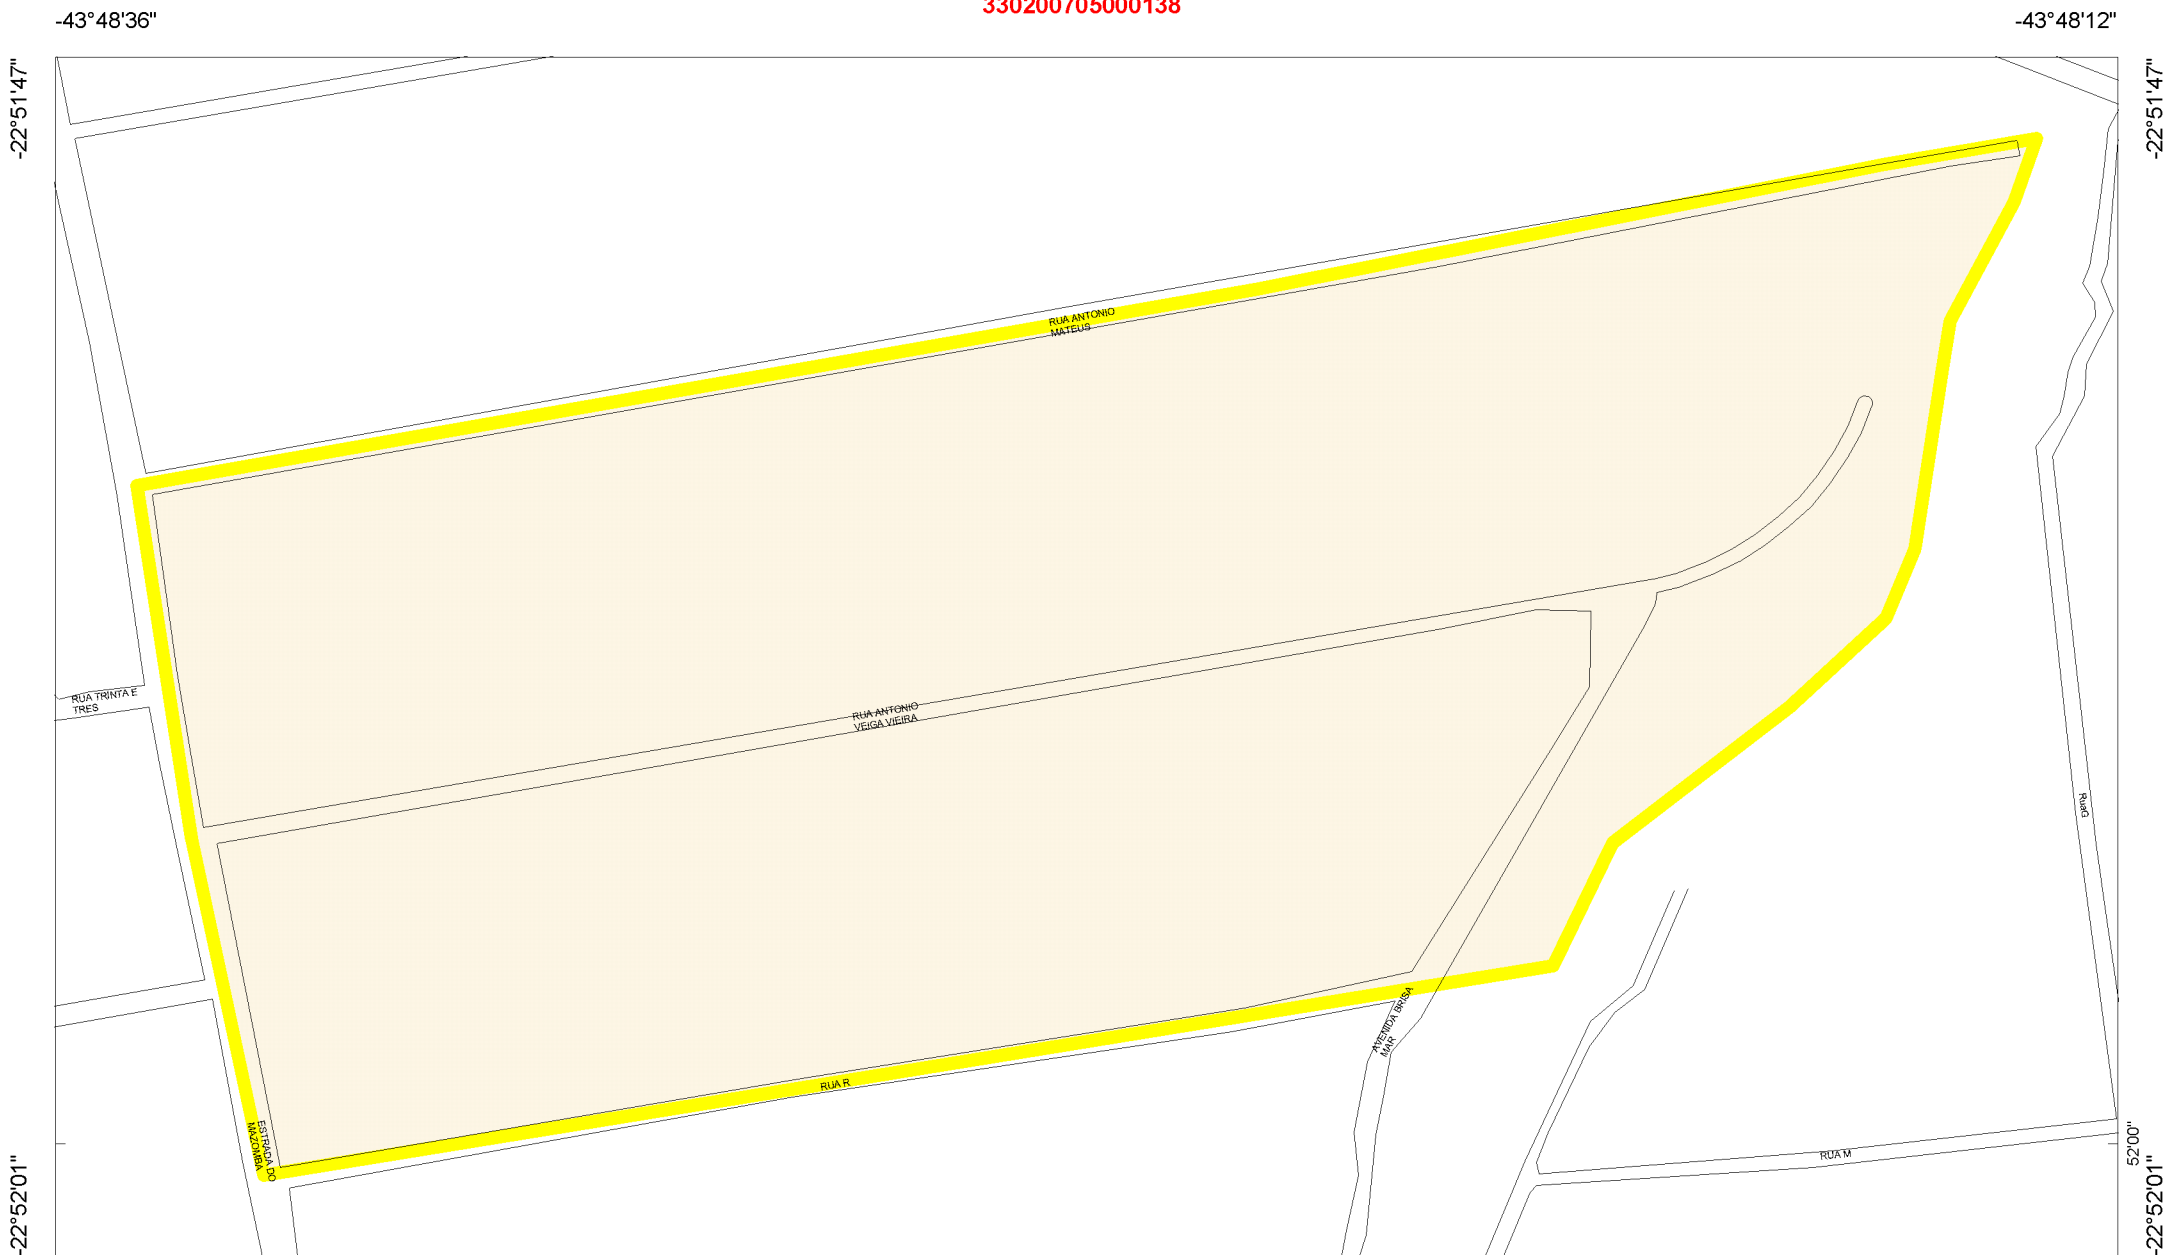 330200705000138
-43°48'36"
-43°48'12"
-22°51'47"
-22°51'47"
RUA ANTONIO
MATEUS
RUA TRINTA E
TRES
RUA ANTONIO
VEIGA VIEIRA
RuaG
AVENIDA BRISA
MAR
RUA R
ESTRADA DO
MAZOMBA
RUA M
52'00"
-22°52'01"
-22°52'01"